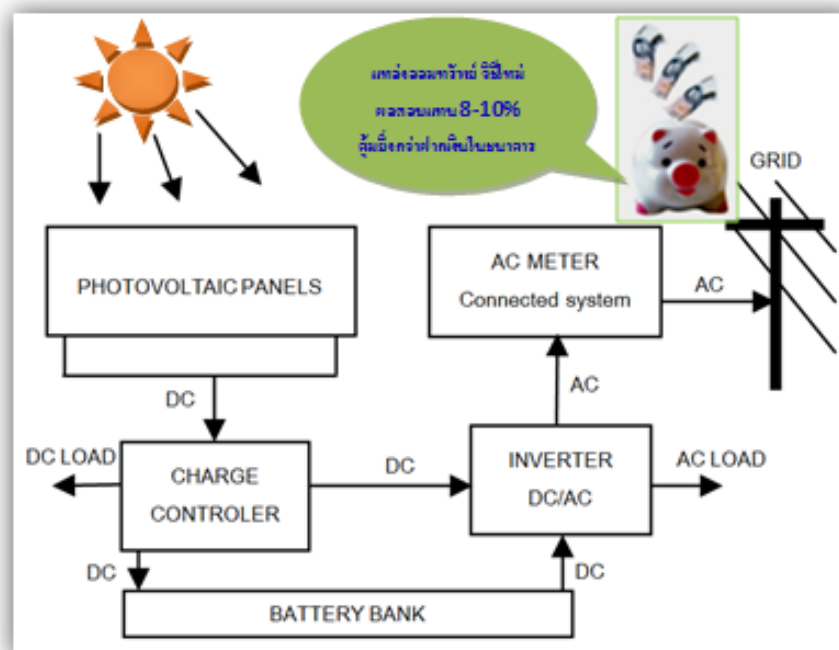 แหล่งออมทรัพย์ วิธีใหม่
ผลตอบแทน 8-10%
คุ้มยิ่งกว่าฝากเงินในธนาคาร
GRID
PHOTOVOLTAIC PANELS
AC METER
Connected system
AC
DC
AC
DC LOAD
CHARGE
CONTROLER
DC
INVERTER
DC/AC
AC LOAD
DC
DC
BATTERY BANK